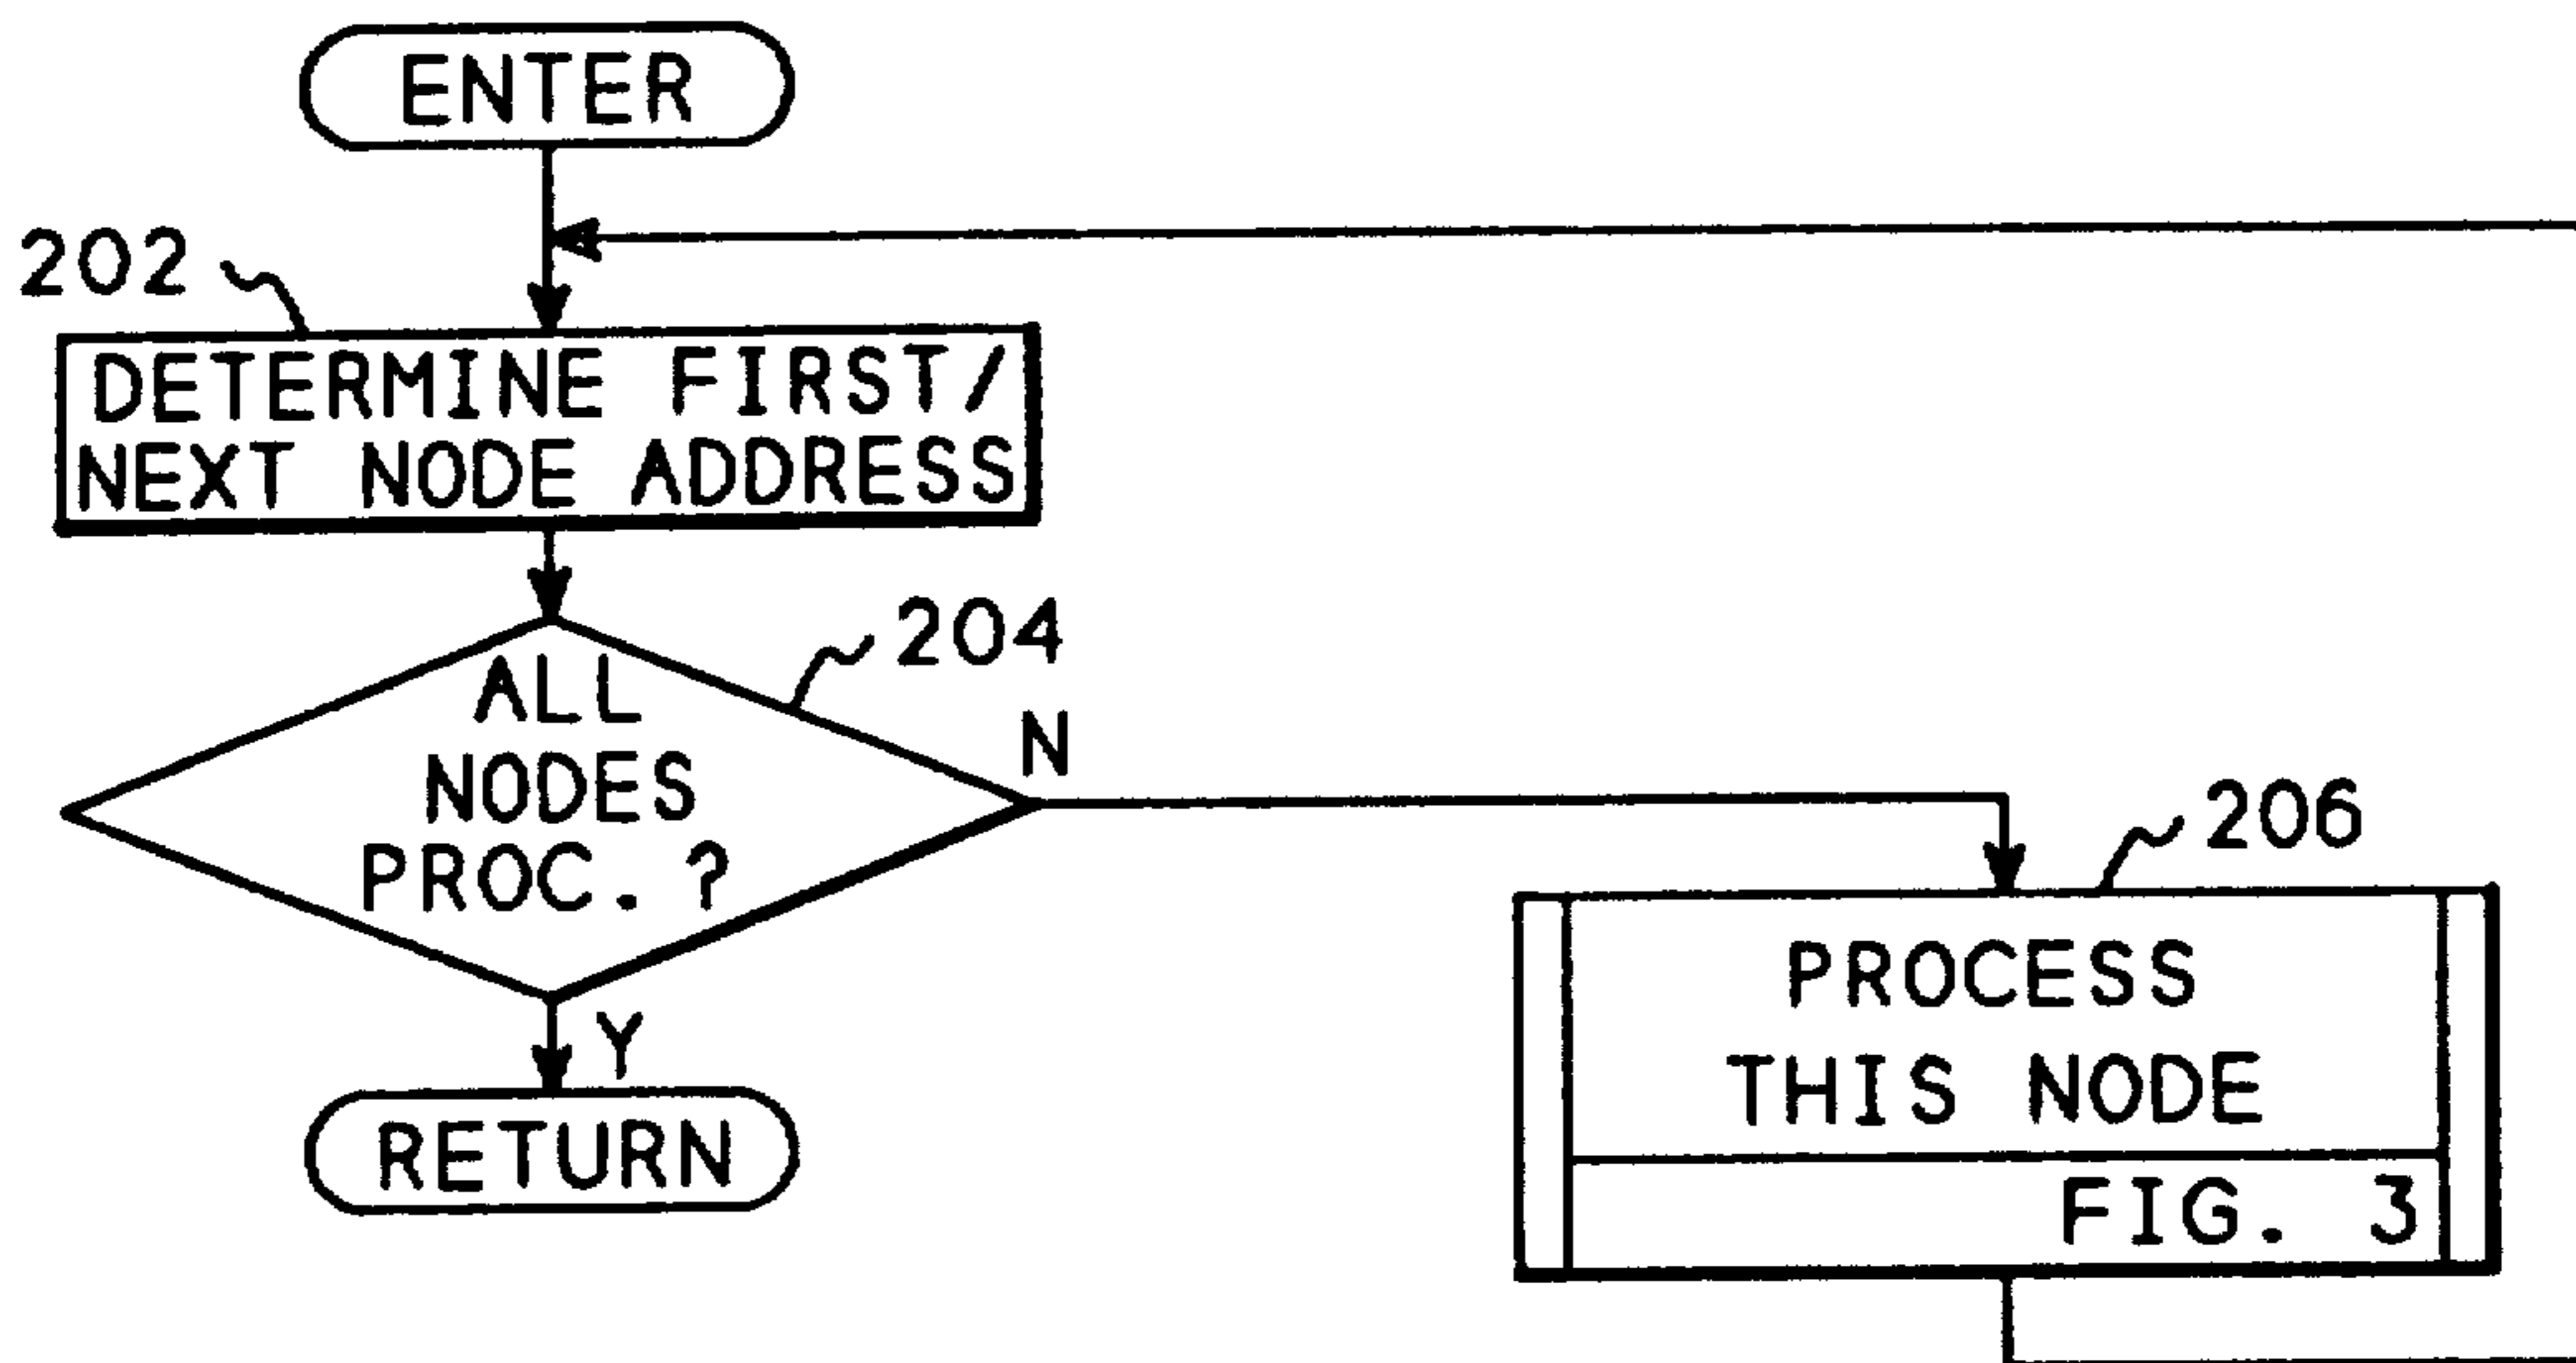 ENTER
202
DETERMINE FIRST/
NEXT NODE ADDRESS
204
ALL
NODES
PROC.?
N
206
PROCESS
THIS NODE
FIG. 3
Y
RETURN